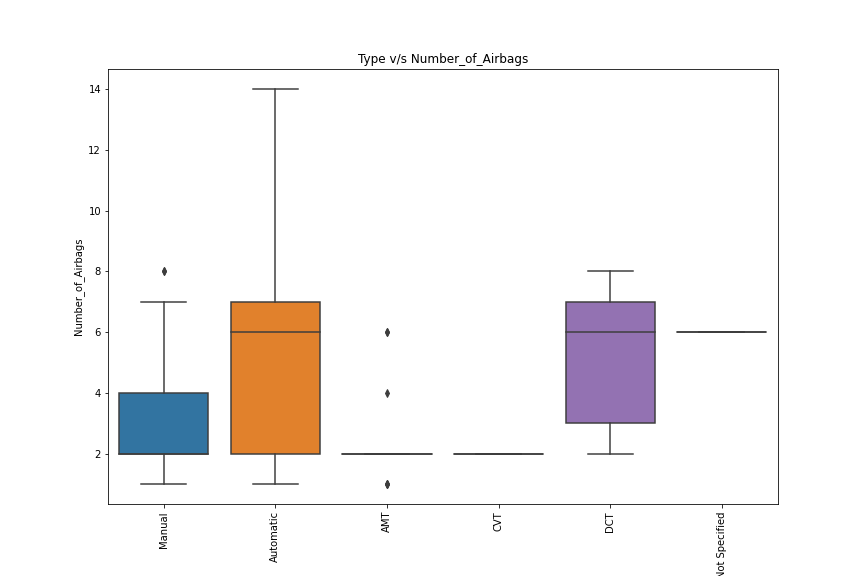 Type v/s Number_of_Airbags
Number_of_Airbags
14
12
10
8
6
4
2
Manual
Automatic
AMT
CVT
DCT
Not Specified